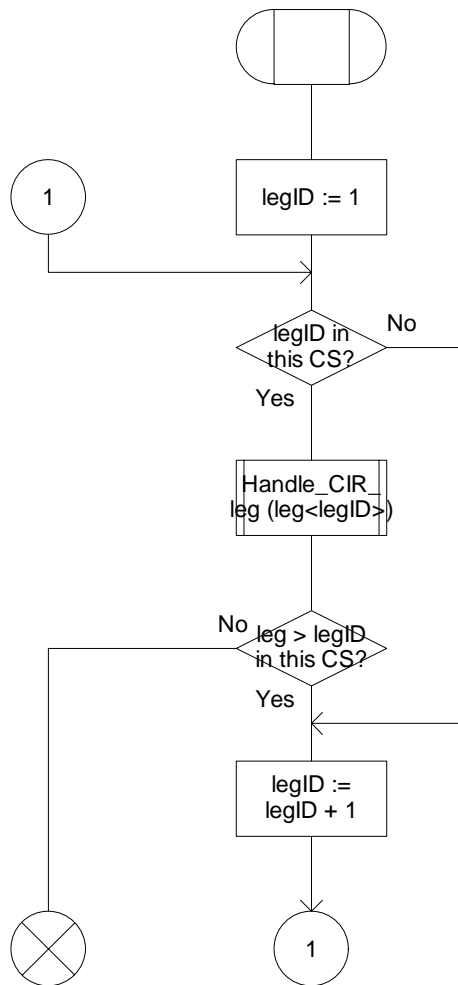 1
legID := 1
legID in
this CS?
No
Yes
Handle_CIR_
leg (leg<legID>)
No
leg > legID
in this CS?
Yes
legID :=
legID + 1
1